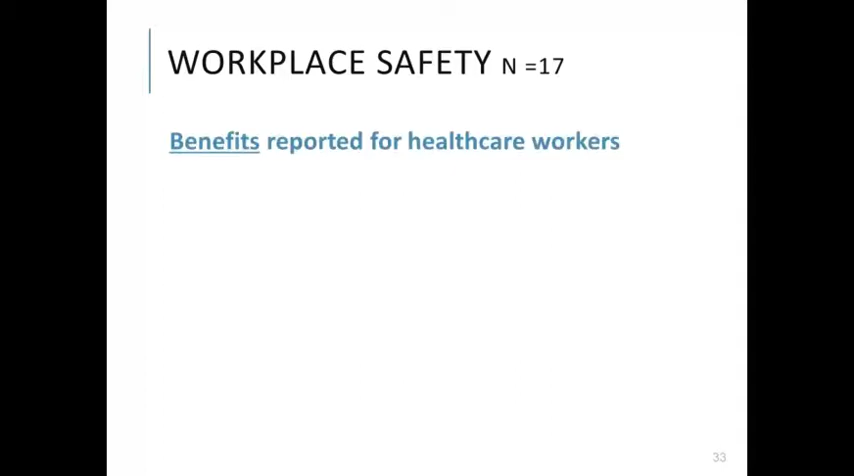 WORKPLACE SAFETY N =17
Benefits reported for healthcare workers
33